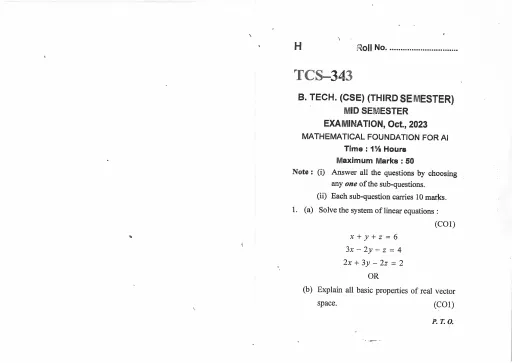 H Roll No. ................................
TCS–343
B. TECH. (CSE) (THIRD SEMESTER)
MID SEMESTER
EXAMINATION, Oct., 2023
MATHEMATICAL FOUNDATION FOR AI
Time : 1½ Hours
Maximum Marks : 50
Note : (i) Answer all the questions by choosing
any one of the sub-questions.
(ii) Each sub-question carries 10 marks.
1. (a) Solve the system of linear equations :
(CO1)
x + y + z = 6
3x − 2y − z = 4
2x + 3y − 2z = 2
OR
(b) Explain all basic properties of real vector
space. (CO1)
P. T. O.